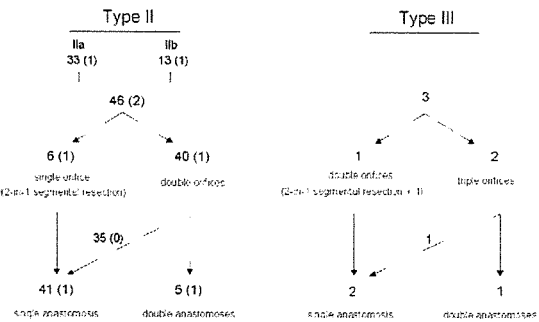 Type II Type III
IIa IIb
33 (1) 13 (1)
46 (2) 3
6 (1) 40 (1) 1 2
single orifice double orifices double orifices triple orifices
(2-in-1 segmental resection) (2-in-1 segmental resection + 1)
35 (0) 1
41 (1) 5 (1) 2 1
single anastomosis double anastomoses single anastomosis double anastomoses